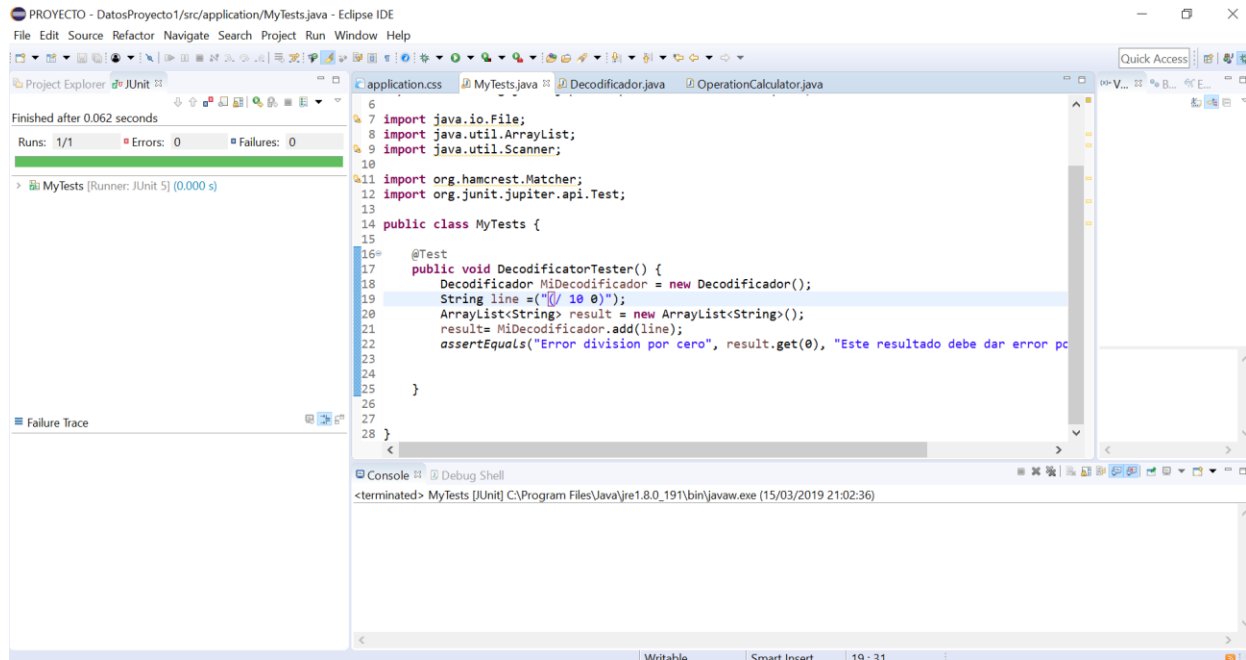 PROYECTO - DatosProyecto1/src/application/MyTests.java - Eclipse IDE
File Edit Source Refactor Navigate Search Project Run Window Help
Quick Access
Project Explorer JUnit
Finished after 0.062 seconds
Runs: 1/1 Errors: 0 Failures: 0
MyTests [Runner: JUnit 5] (0.000 s)
Failure Trace
application.css MyTests.java Decodificador.java OperationCalculator.java
6
7 import java.io.File;
8 import java.util.ArrayList;
9 import java.util.Scanner;
10
11 import org.hamcrest.Matcher;
12 import org.junit.jupiter.api.Test;
13
14 public class MyTests {
15
16 @Test
17 public void DecodificatorTester() {
18 Decodificador MiDecodificador = new Decodificador();
19 String line =("(/ 10 0)");
20 ArrayList<String> result = new ArrayList<String>();
21 result= MiDecodificador.add(line);
22 assertEquals("Error division por cero", result.get(0), "Este resultado debe dar error po
23
24
25 }
26
27
28 }
(x)= V... B... E...
Console Debug Shell
<terminated> MyTests [JUnit] C:\Program Files\Java\jre1.8.0_191\bin\javaw.exe (15/03/2019 21:02:36)
Writable Smart Insert 19 : 31